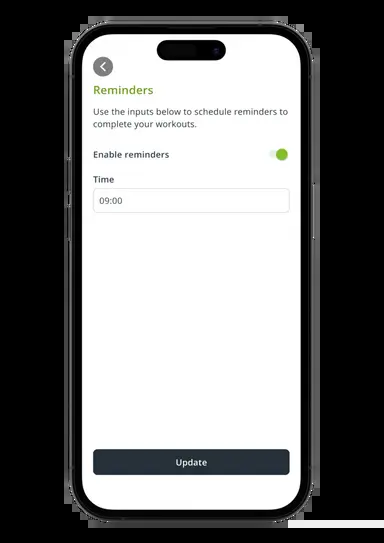 Reminders
Use the inputs below to schedule reminders to
complete your workouts.
Enable reminders
Time
09:00
Update